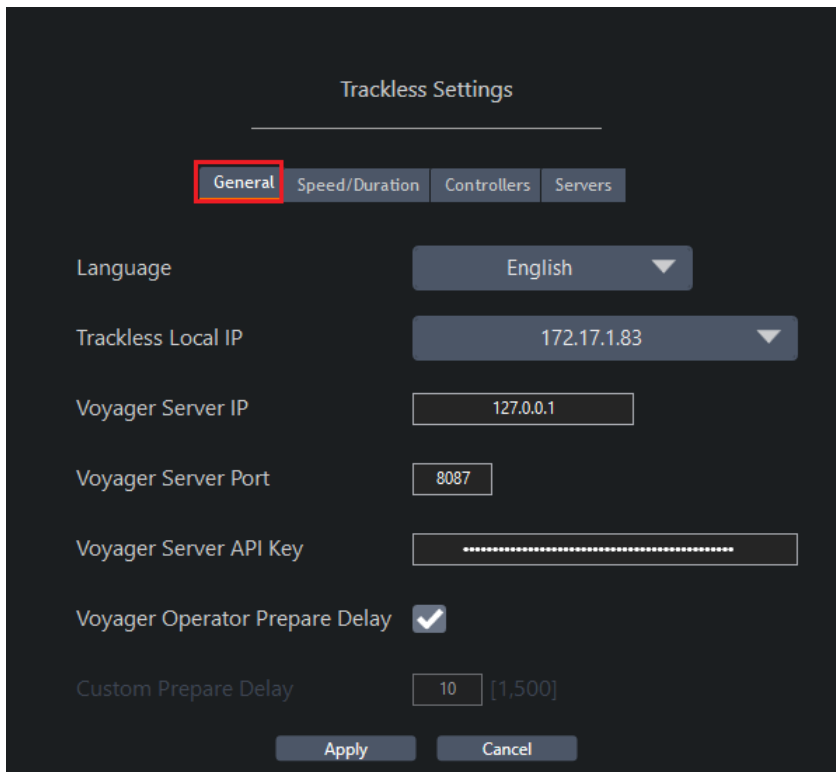 Trackless Settings
General Speed/Duration Controllers Servers
Language English
Trackless Local IP 172.17.1.83
Voyager Server IP 127.0.0.1
Voyager Server Port 8087
Voyager Server API Key
Voyager Operator Prepare Delay
Custom Prepare Delay 10 [1,500]
Apply Cancel